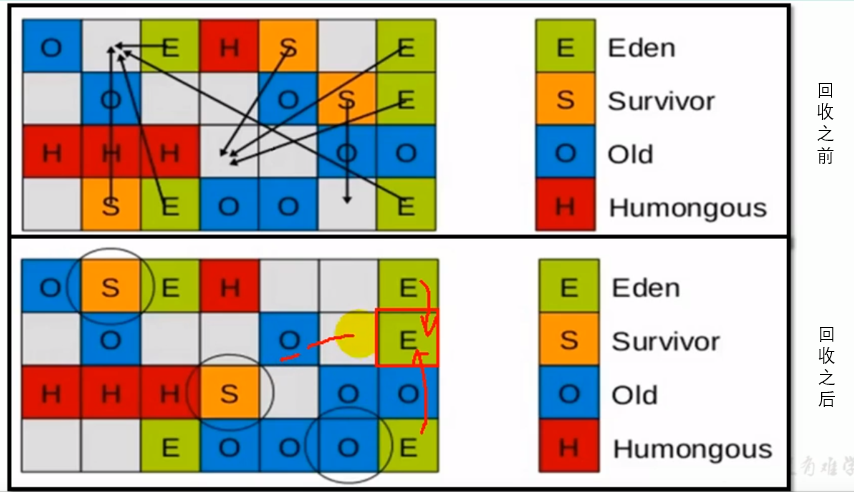 O E H S E E Eden
O O S E S Survivor
H H H O O O Old
S E O O E H Humongous
回收之前
O S E H E E Eden
O O E S Survivor
H H H S O O O Old
E O O O E H Humongous
回收之后